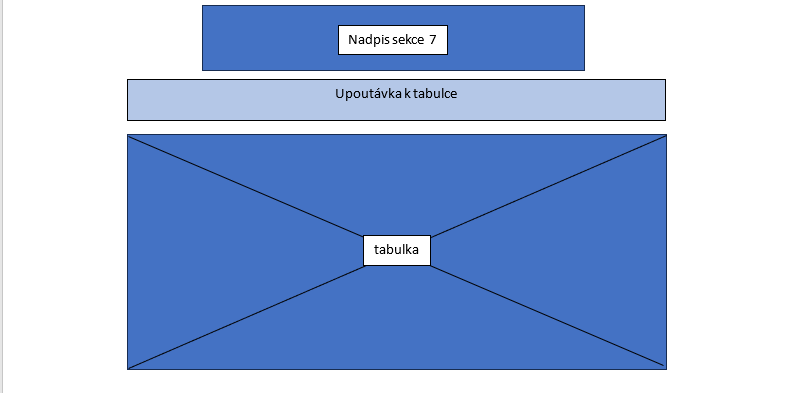 Nadpis sekce 7
Upoutávka k tabulce
tabulka